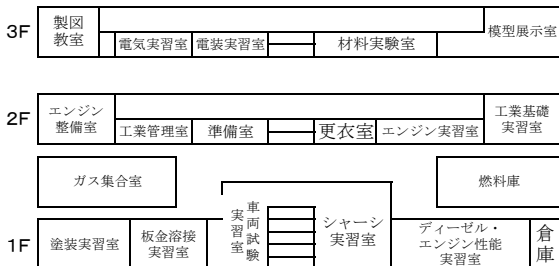 3F
製図
教室
電気実習室
電装実習室
材料実験室
模型展示室
2F
エンジン
整備室
工業管理室
準備室
更衣室
エンジン実習室
工業基礎
実習室
ガス集合室
燃料庫
1F
塗装実習室
板金溶接
実習室
車両試験
実習室
シャーシ
実習室
ディーゼル・
エンジン性能
実習室
倉庫